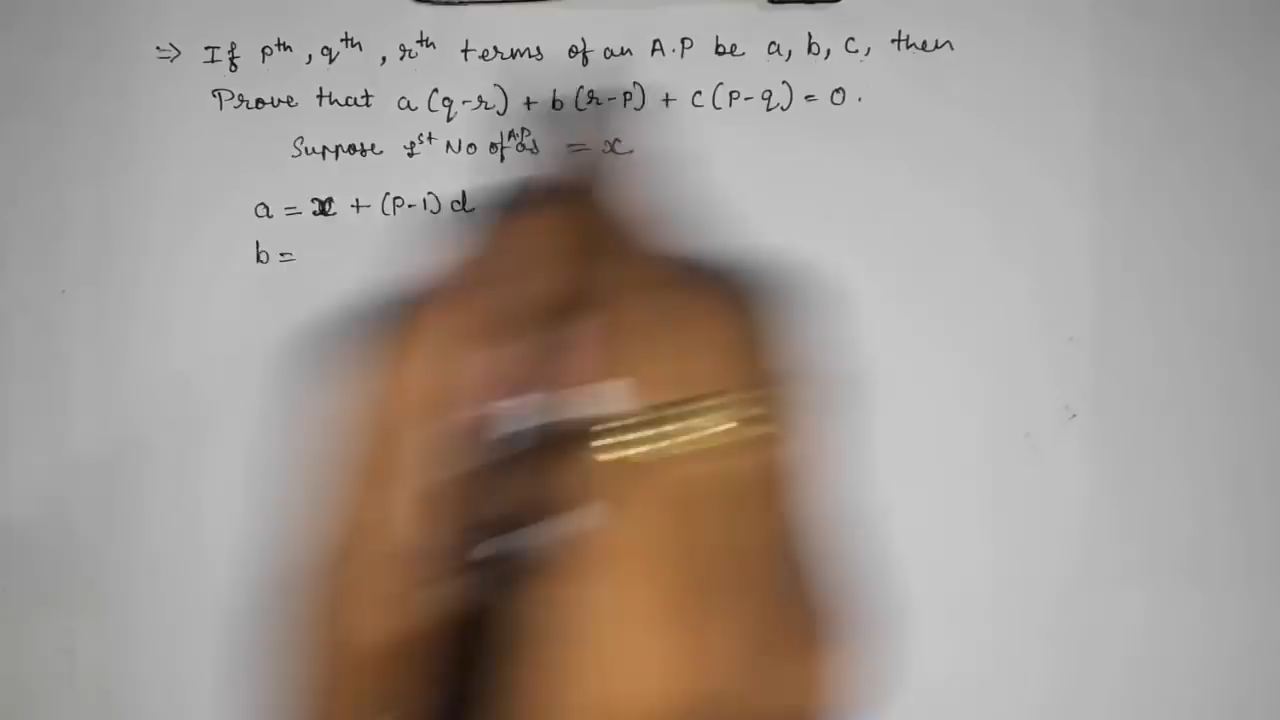 ⇒ If pth, qth, rth terms of an A.P be a, b, c, then
Prove that a (q-r) + b (r-p) + c (p-q) = 0.
Suppose 1st No of A.P = x
a = x + (p-1) d
b =